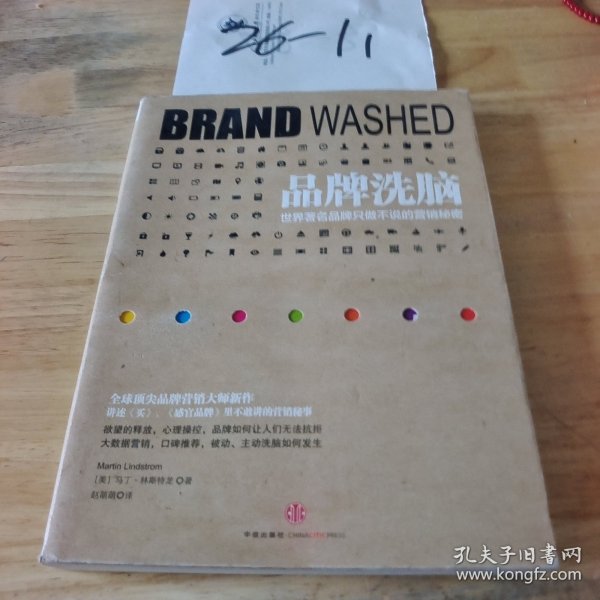 26-11
BRAND WASHED
品牌洗脑
世界著名品牌只做不说的营销秘密
全球顶尖品牌营销大师新作
讲述《买》、《感官品牌》里不敢讲的营销秘事
欲望的释放，心理操控，品牌如何让人们无法抗拒
大数据营销，口碑推荐，被动、主动洗脑如何发生
Martin Lindstrom
［美］马丁·林斯特龙 著
赵萌萌 译
中信出版社·CHINA CITIC PRESS
孔夫子旧书网
www.kongfz.com